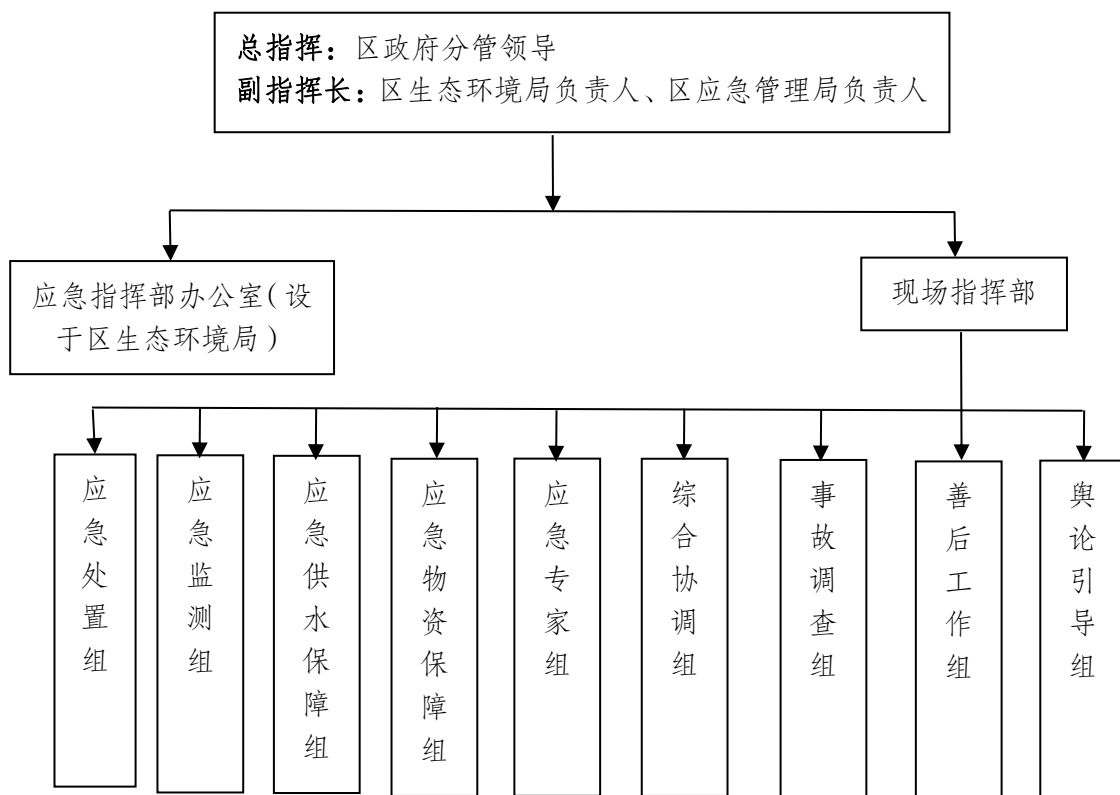 总指挥：区政府分管领导
副指挥长：区生态环境局负责人、区应急管理局负责人
应急指挥部办公室（设
于区生态环境局）
现场指挥部
应急处置组
应急监测组
应急供水保障组
应急物资保障组
应急专家组
综合协调组
事故调查组
善后工作组
舆论引导组